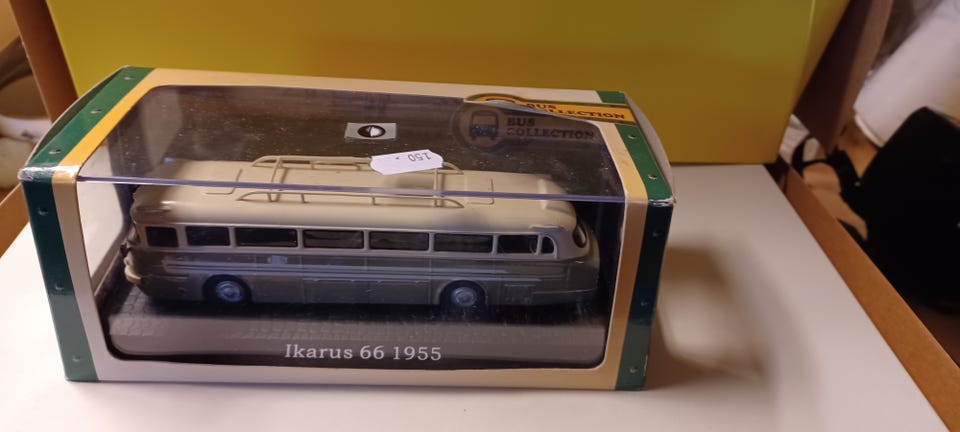 BUS
COLLECTION
BUS
COLLECTION
150.-
Ikarus 66 1955